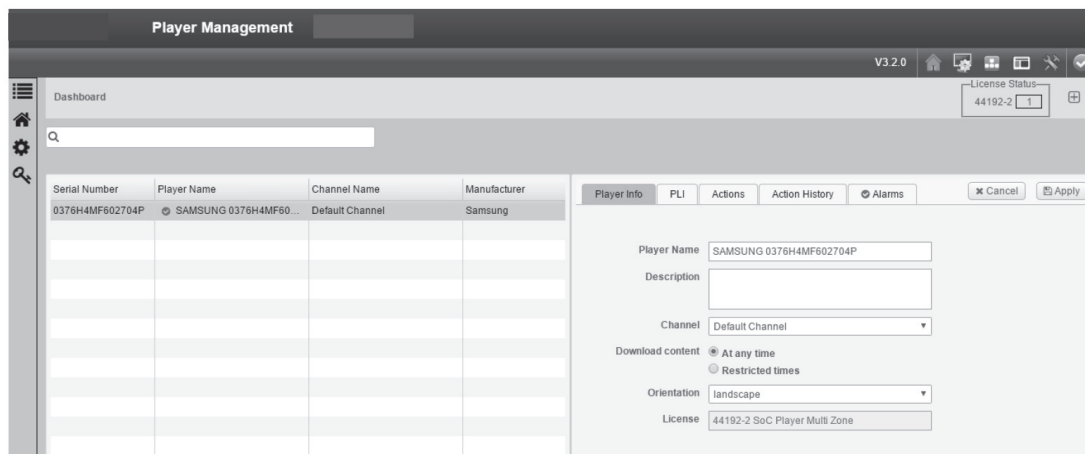 Player Management
V3.2.0
License Status
44192-2 1
Dashboard
Serial Number Player Name Channel Name Manufacturer
0376H4MF602704P SAMSUNG 0376H4MF60... Default Channel Samsung
Player Info PLI Actions Action History Alarms Cancel Apply
Player Name SAMSUNG 0376H4MF602704P
Description
Channel Default Channel
Download content At any time
Restricted times
Orientation landscape
License 44192-2 SoC Player Multi Zone